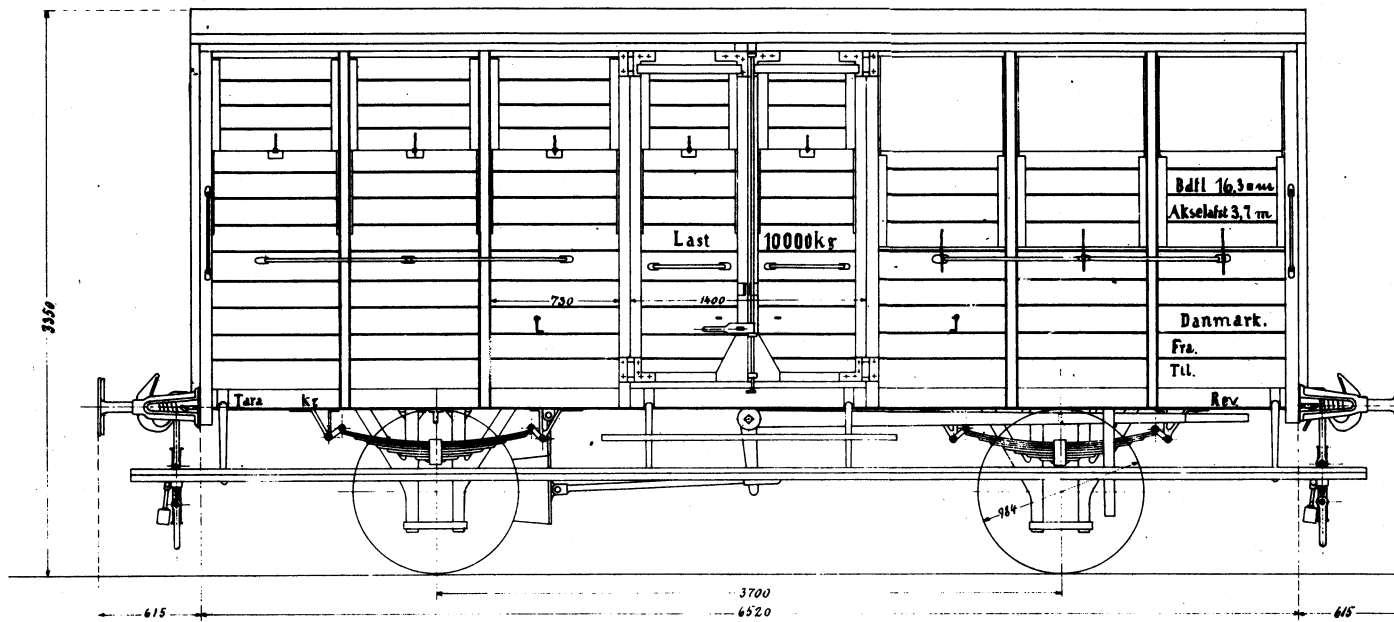 Bdfl 16,3 □m
Akselafst 3,7 m
Last 10000kg
730
1400
3350
Danmark.
Fra.
Til.
Tara kg
Rev.
984
3700
615
6520
615